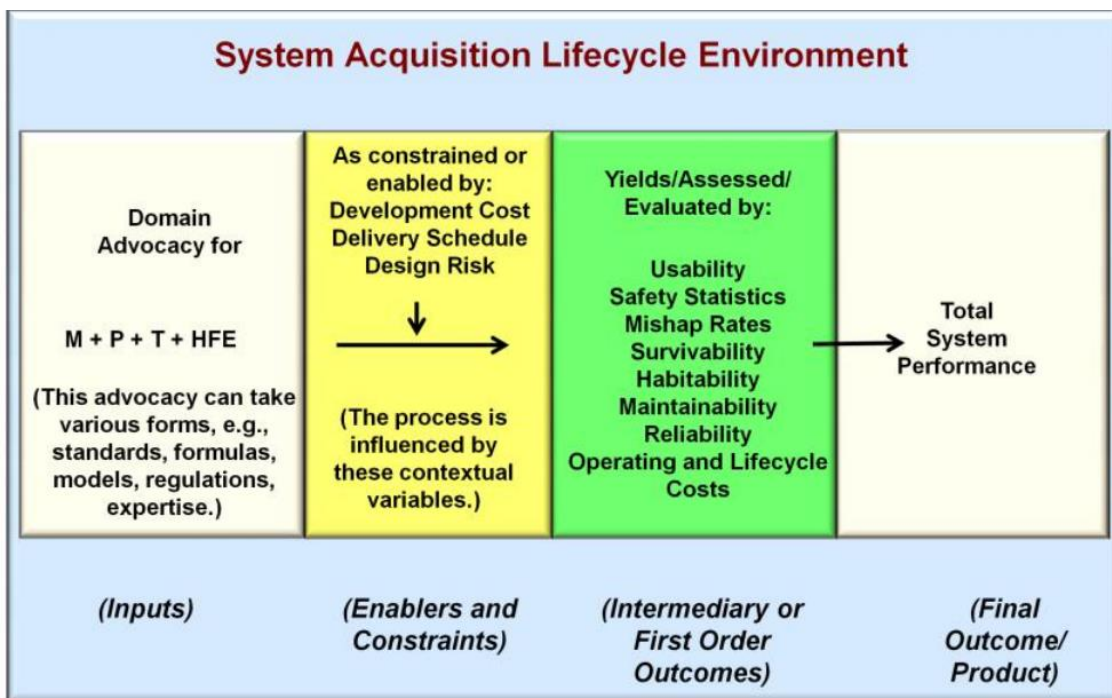 System Acquisition Lifecycle Environment
Domain
Advocacy for
M + P + T + HFE
(This advocacy can take
various forms, e.g.,
standards, formulas,
models, regulations,
expertise.)
As constrained or
enabled by:
Development Cost
Delivery Schedule
Design Risk
(The process is
influenced by
these contextual
variables.)
Yields/Assessed/
Evaluated by:
Usability
Safety Statistics
Mishap Rates
Survivability
Habitability
Maintainability
Reliability
Operating and Lifecycle
Costs
Total
System
Performance
(Inputs)
(Enablers and
Constraints)
(Intermediary or
First Order
Outcomes)
(Final
Outcome/
Product)